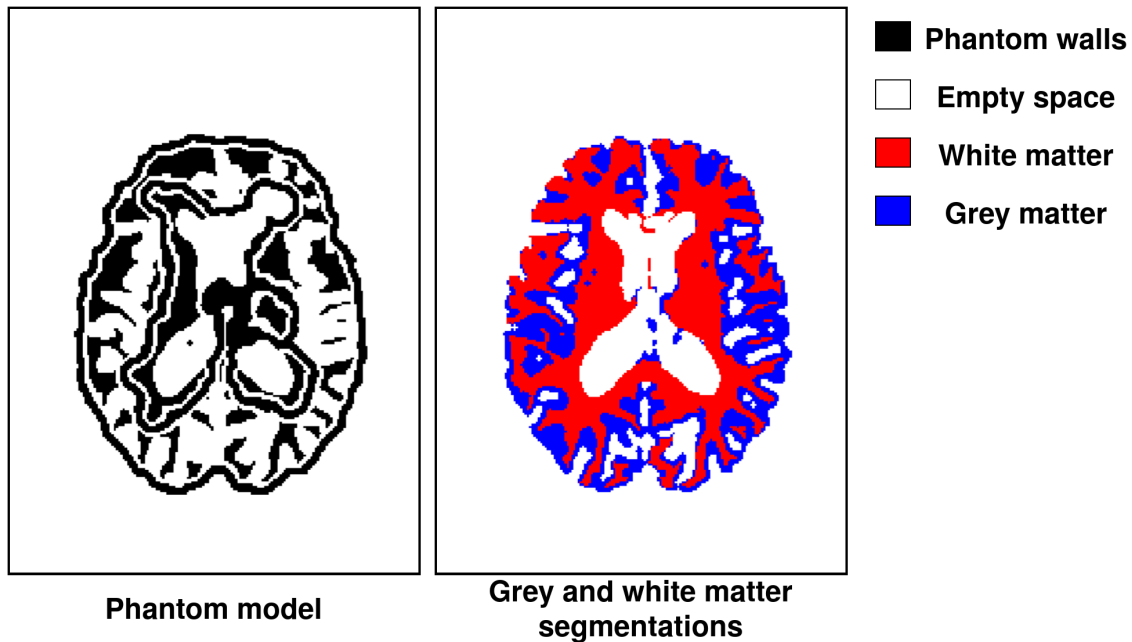 Phantom walls
Empty space
White matter
Grey matter
Phantom model
Grey and white matter
segmentations